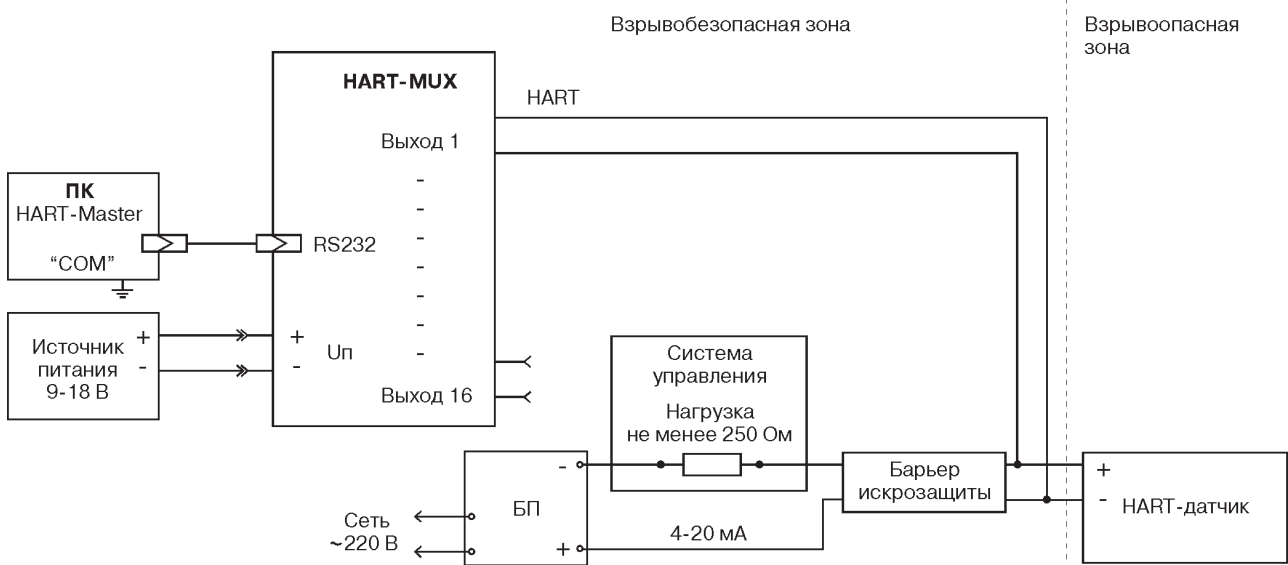 Взрывобезопасная зона
Взрывоопасная
зона
HART-MUX
HART
Выход 1
-
-
-
-
-
-
-
Выход 16
ПК
HART-Master
“COM”
RS232
Источник
питания
9-18 В
+
-
+
-
Uп
Система
управления
Нагрузка
не менее 250 Ом
Барьер
искрозащиты
+
-
HART-датчик
-
БП
+
Сеть
~220 В
4-20 мА